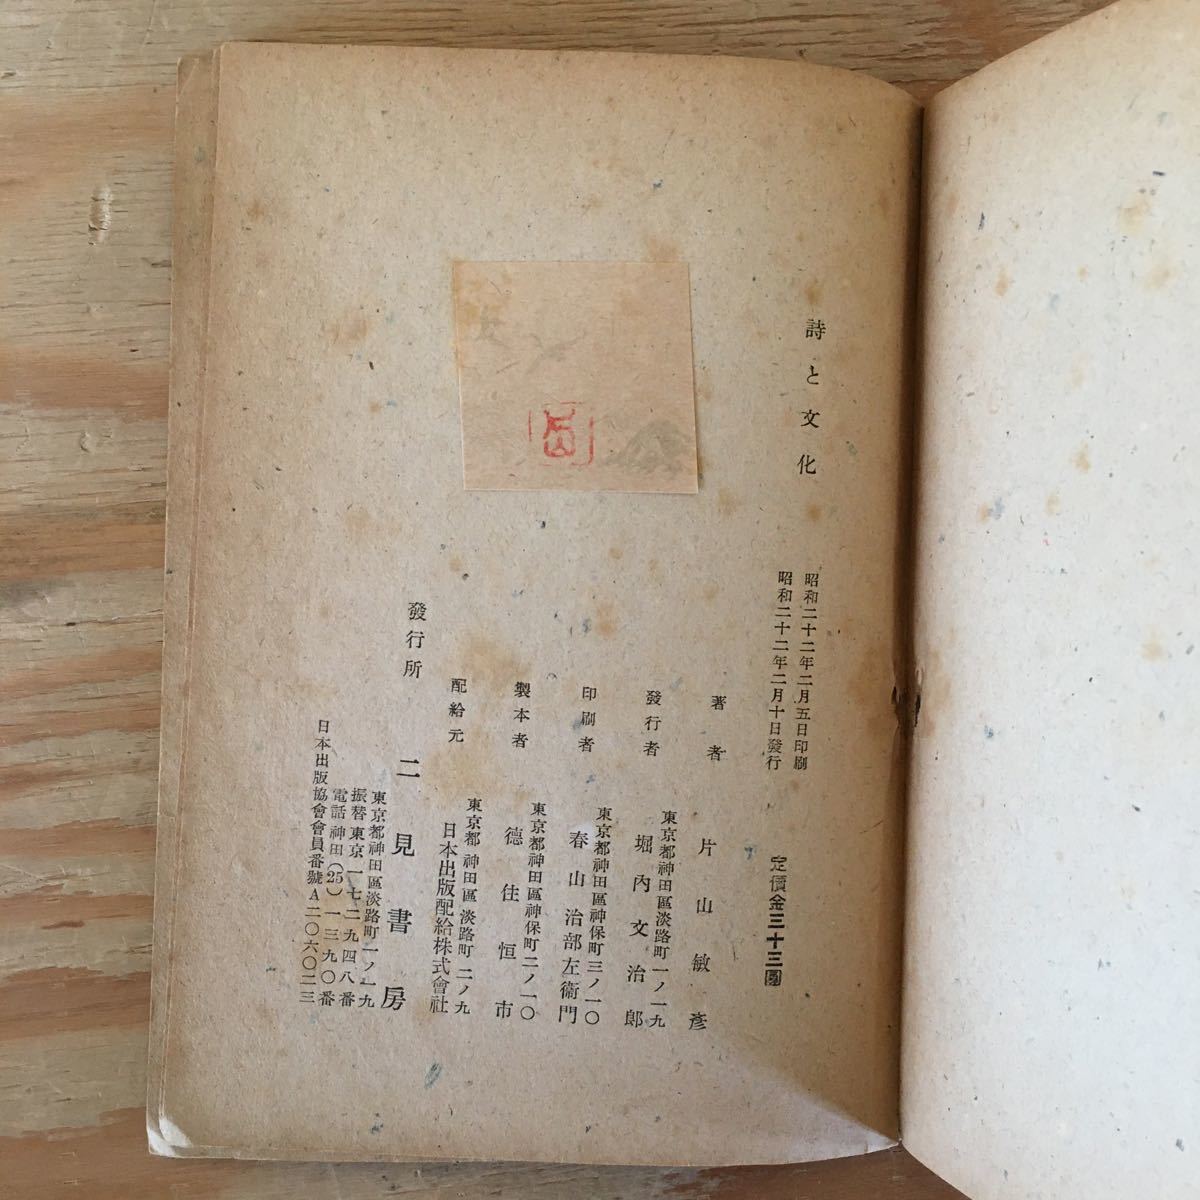 詩と文化
昭和二十二年二月五日印刷
昭和二十二年二月十日發行
定價金三十三圓
著者 片山敏彦
東京都神田區淡路町一ノ一九
發行者 堀內文治郎
東京都神田區神保町三ノ一〇
印刷者 春山治部左衞門
東京都神田區神保町二ノ一〇
製本者 德住恒市
東京都神田區淡路町二ノ九
配給元 日本出版配給株式會社
發行所 二見書房
東京都神田區淡路町一ノ一九
振替東京一七二九四八番
電話神田(25)一三九〇番
日本出版協會會員番號A二〇六〇二三